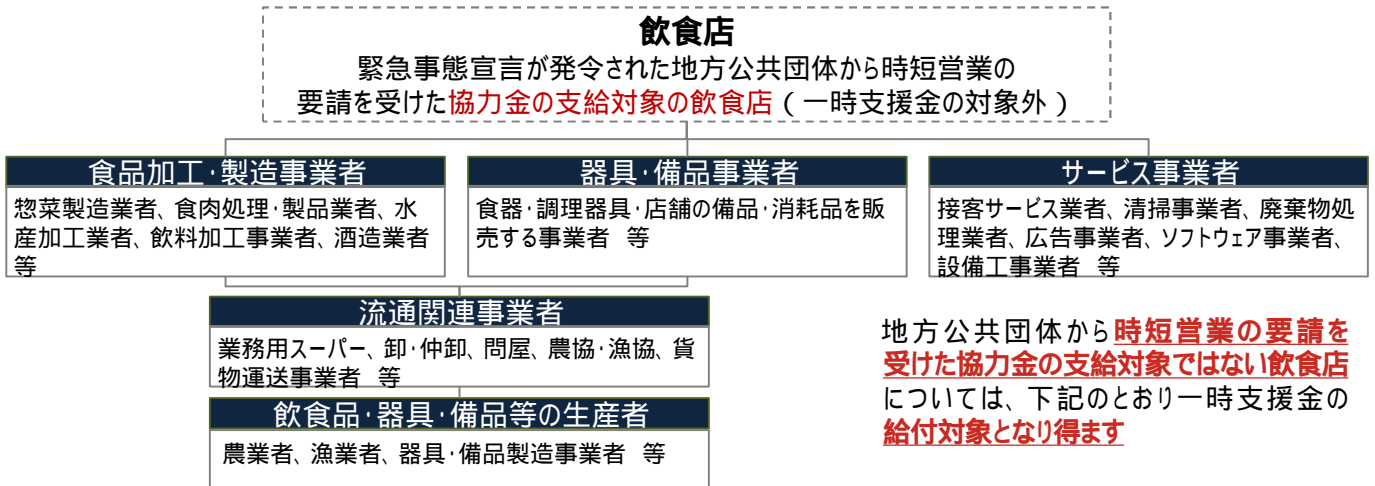 飲食店
緊急事態宣言が発令された地方公共団体から時短営業の
要請を受けた協力金の支給対象の飲食店（一時支援金の対象外）
食品加工・製造事業者
惣菜製造業者、食肉処理・製品業者、水
産加工業者、飲料加工事業者、酒造業者
等
器具・備品事業者
食器・調理器具・店舗の備品・消耗品を販
売する事業者　等
サービス事業者
接客サービス業者、清掃事業者、廃棄物処
理業者、広告事業者、ソフトウェア事業者、
設備工事業者　等
流通関連事業者
業務用スーパー、卸・仲卸、問屋、農協・漁協、貨
物運送事業者　等
飲食品・器具・備品等の生産者
農業者、漁業者、器具・備品製造事業者　等
地方公共団体から時短営業の要請を
受けた協力金の支給対象ではない飲食店
については、下記のとおり一時支援金の
給付対象となり得ます